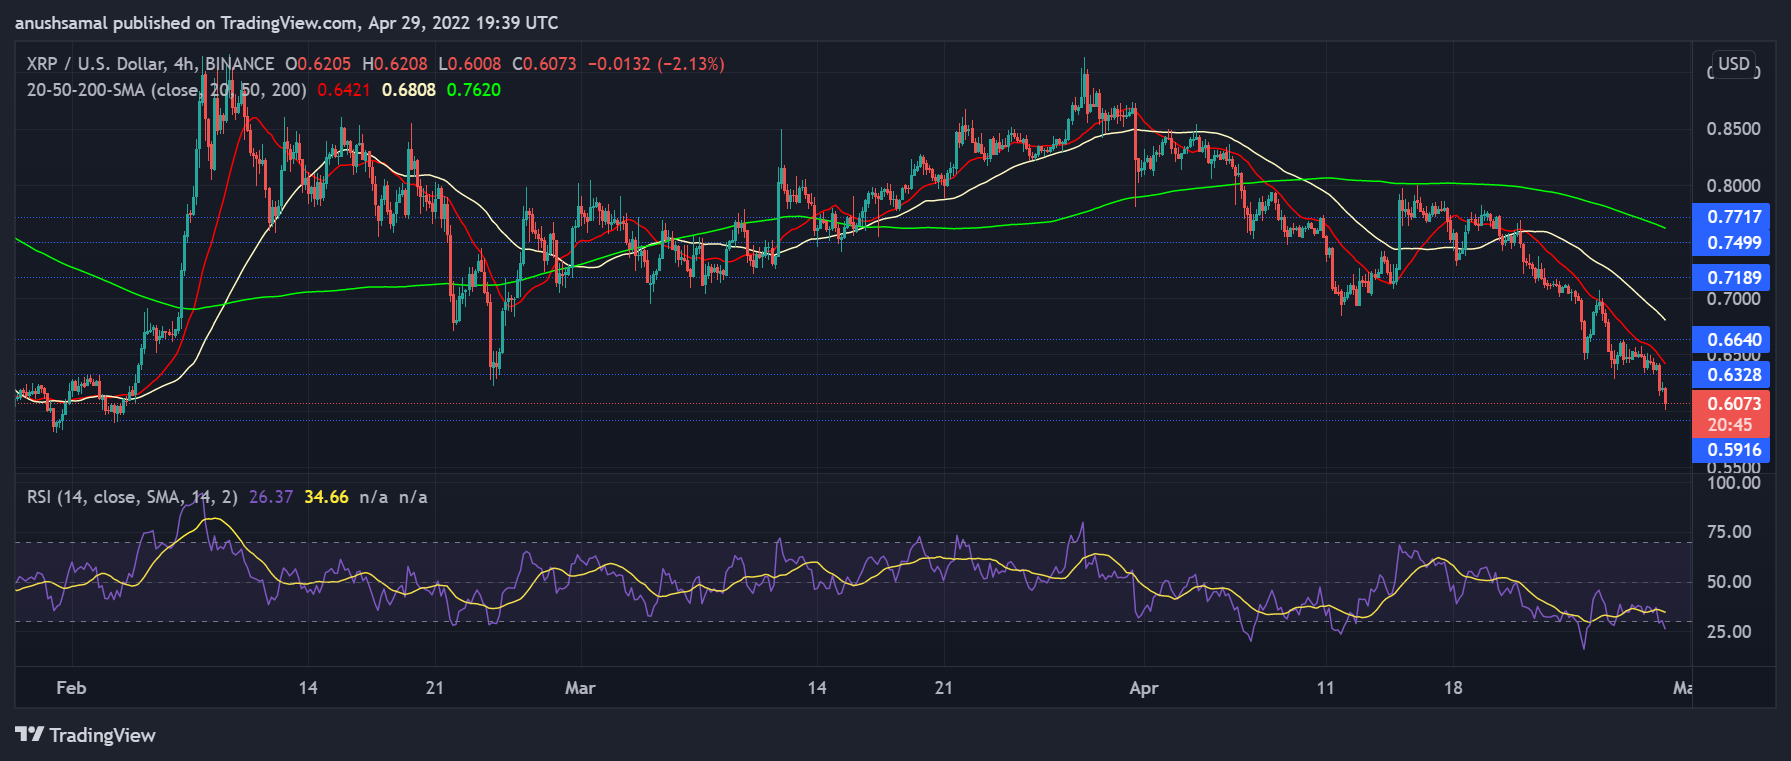 anushsamal published on TradingView.com, Apr 29, 2022 19:39 UTC
XRP / U.S. Dollar, 4h, BINANCE O0.6205 H0.6208 L0.6008 C0.6073 −0.0132 (−2.13%)
20-50-200-SMA (close, 20, 50, 200) 0.6421 0.6808 0.7620
USD
0.8500
0.8000
0.7717
0.7499
0.7189
0.7000
0.6640
0.6500
0.6328
0.6073
20:45
0.5916
0.5500
RSI (14, close, SMA, 14, 2) 26.37 34.66 n/a n/a
100.00
75.00
50.00
25.00
Feb 14 21 Mar 14 21 Apr 11 18
TradingView